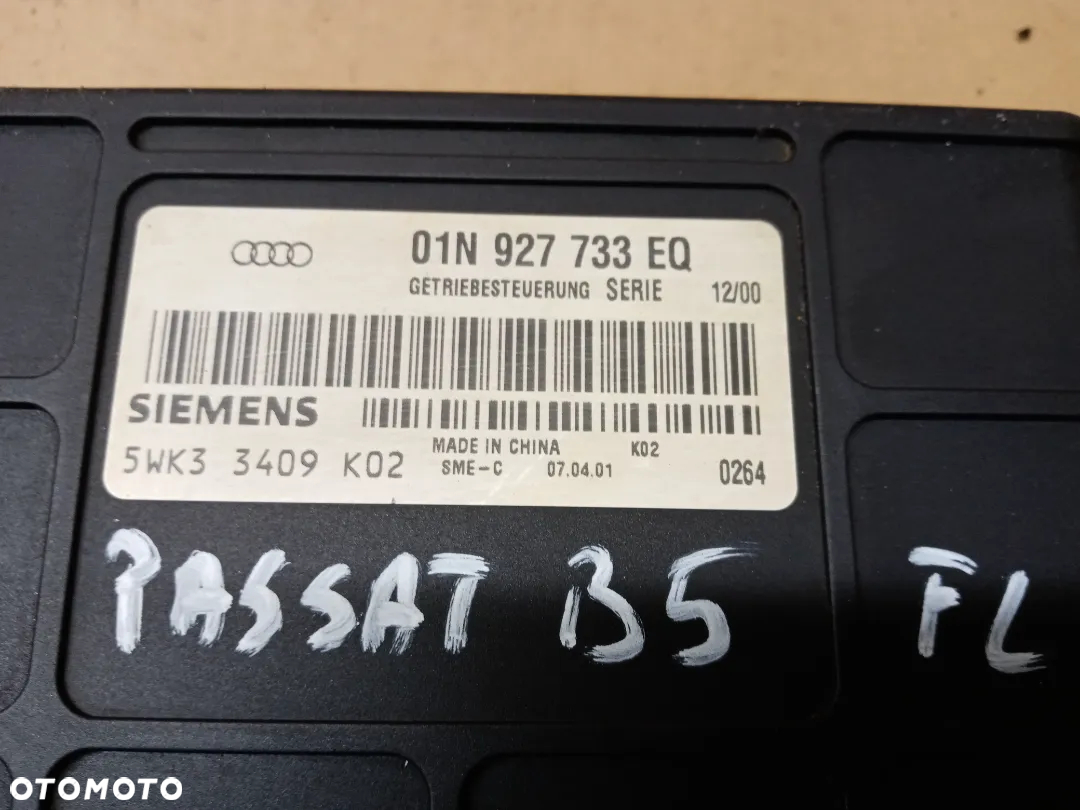 01N 927 733 EQ
GETRIEBESTEUERUNG SERIE 12/00
SIEMENS
MADE IN CHINA K02
5WK3 3409 K02 SME-C 07.04.01 0264
PASSAT B5 FL
OTOMOTO